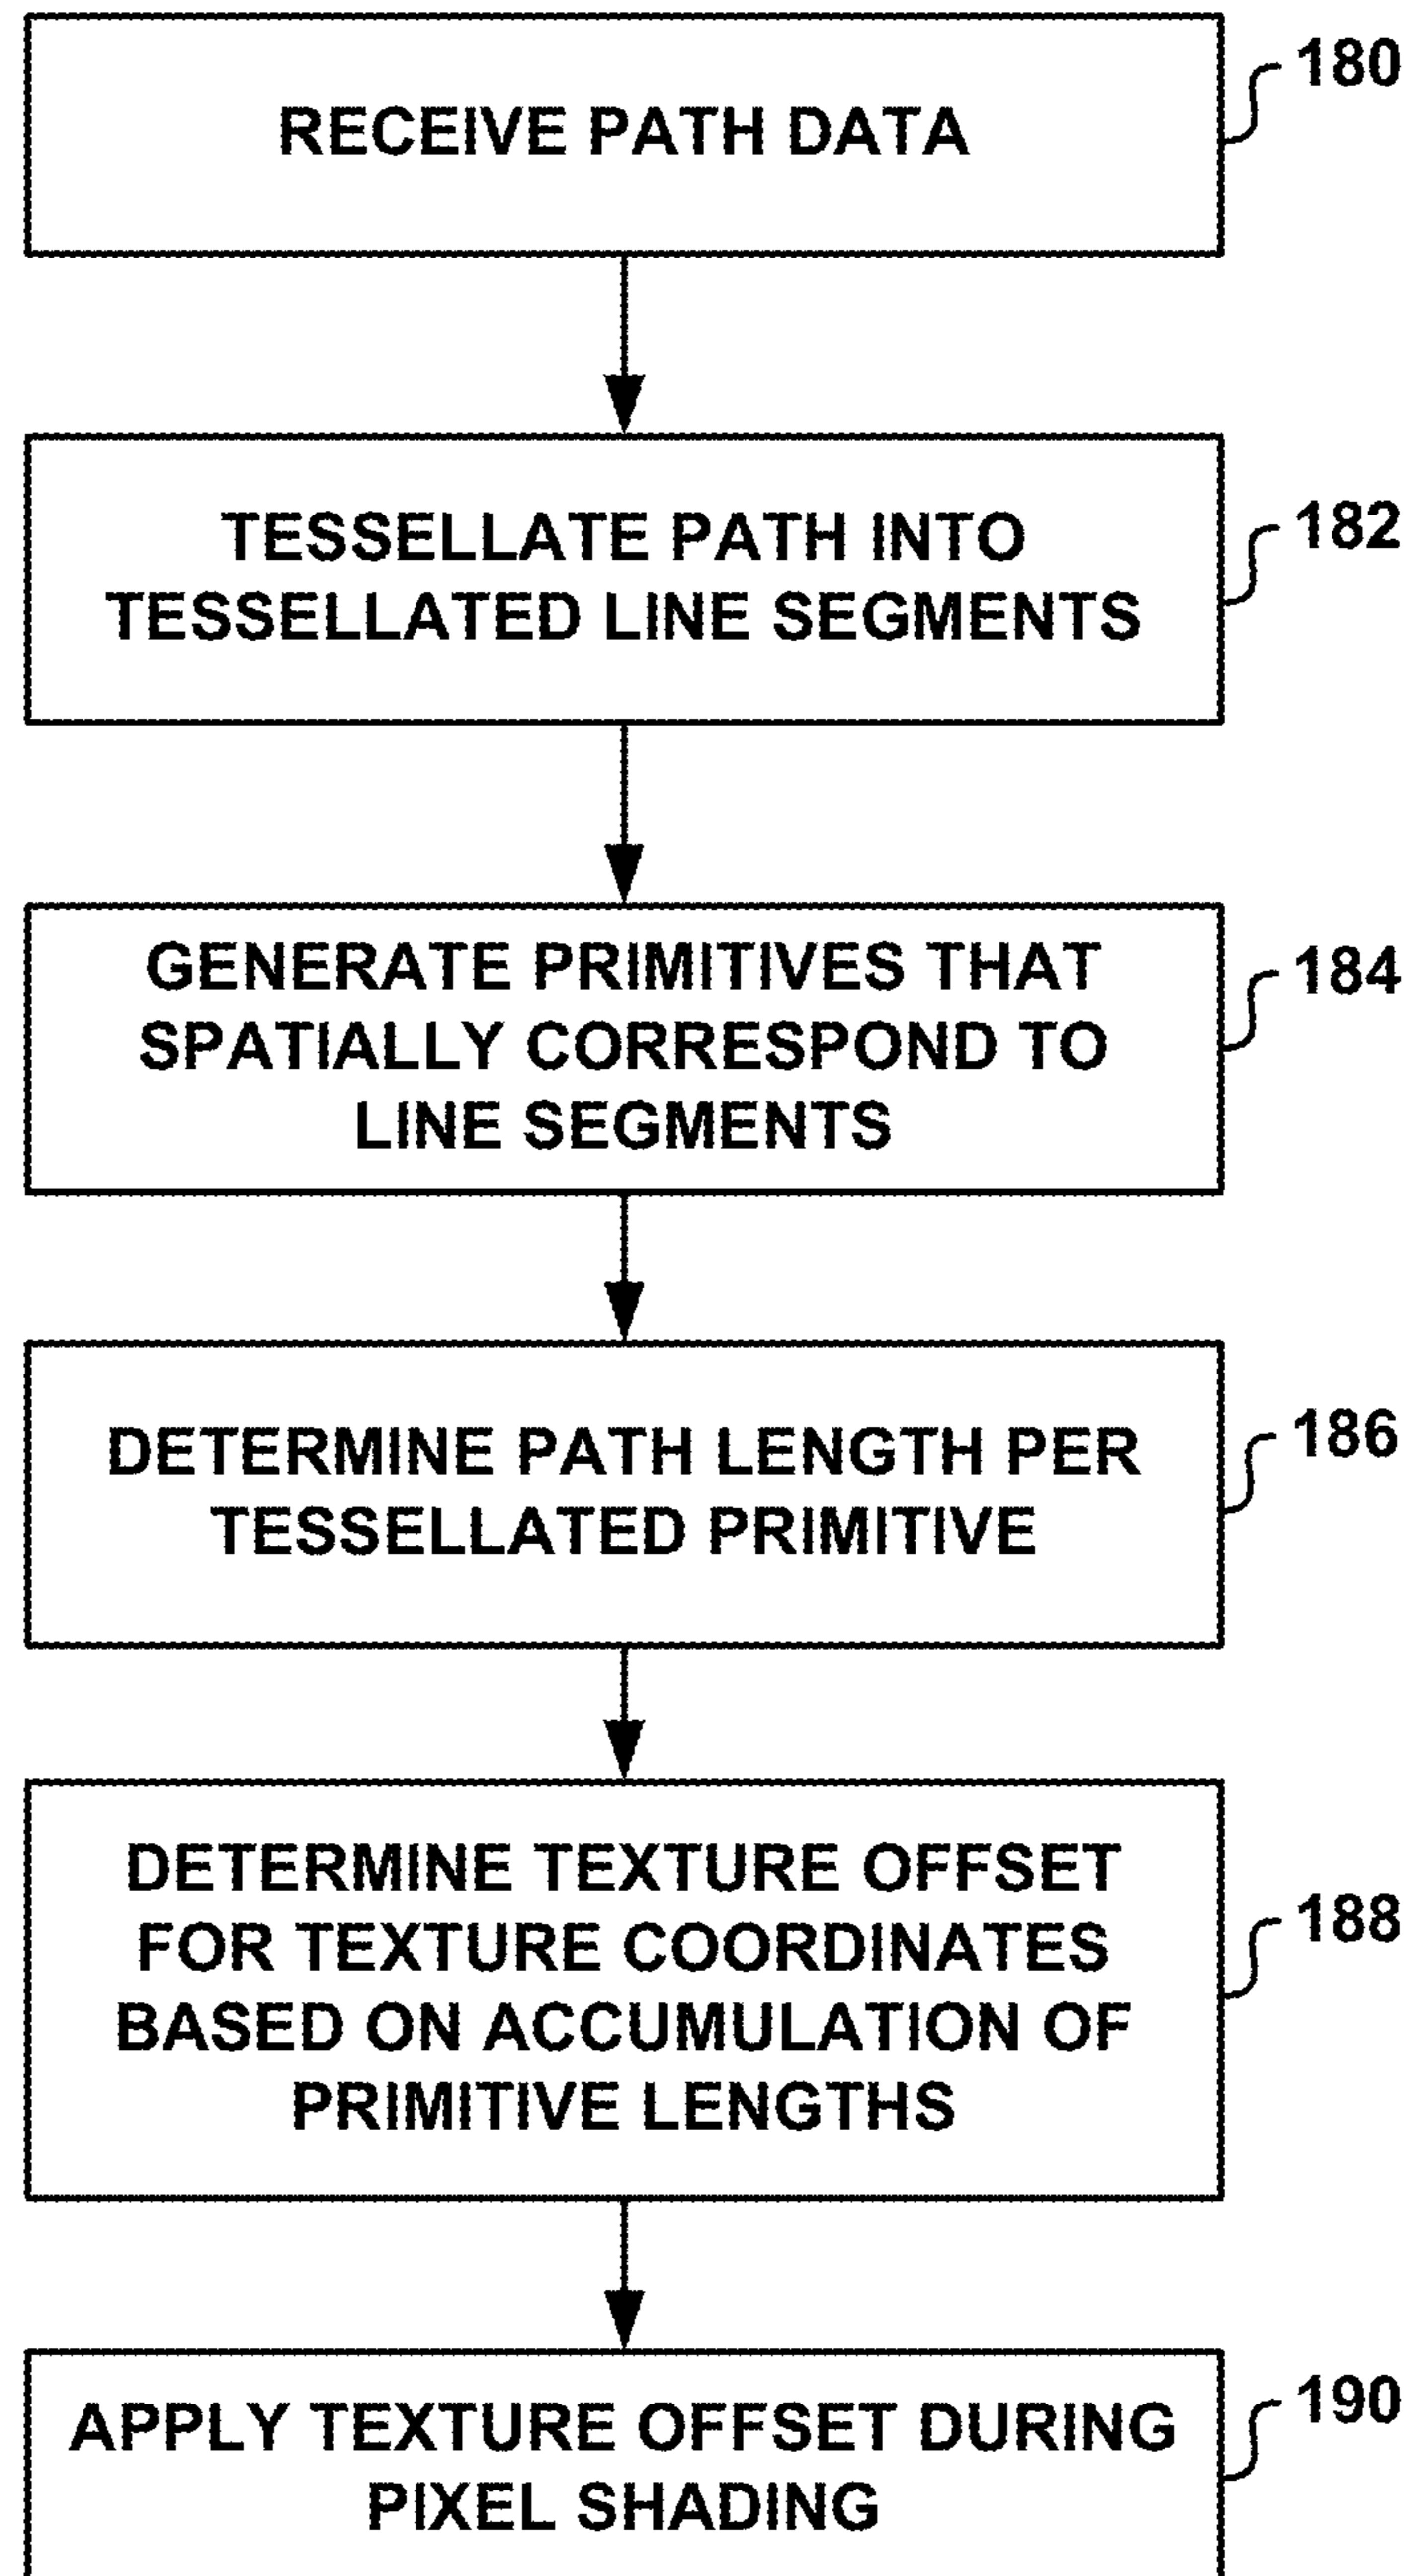 RECEIVE PATH DATA
180
TESSELLATE PATH INTO
TESSELLATED LINE SEGMENTS
182
GENERATE PRIMITIVES THAT
SPATIALLY CORRESPOND TO
LINE SEGMENTS
184
DETERMINE PATH LENGTH PER
TESSELLATED PRIMITIVE
186
DETERMINE TEXTURE OFFSET
FOR TEXTURE COORDINATES
BASED ON ACCUMULATION OF
PRIMITIVE LENGTHS
188
APPLY TEXTURE OFFSET DURING
PIXEL SHADING
190